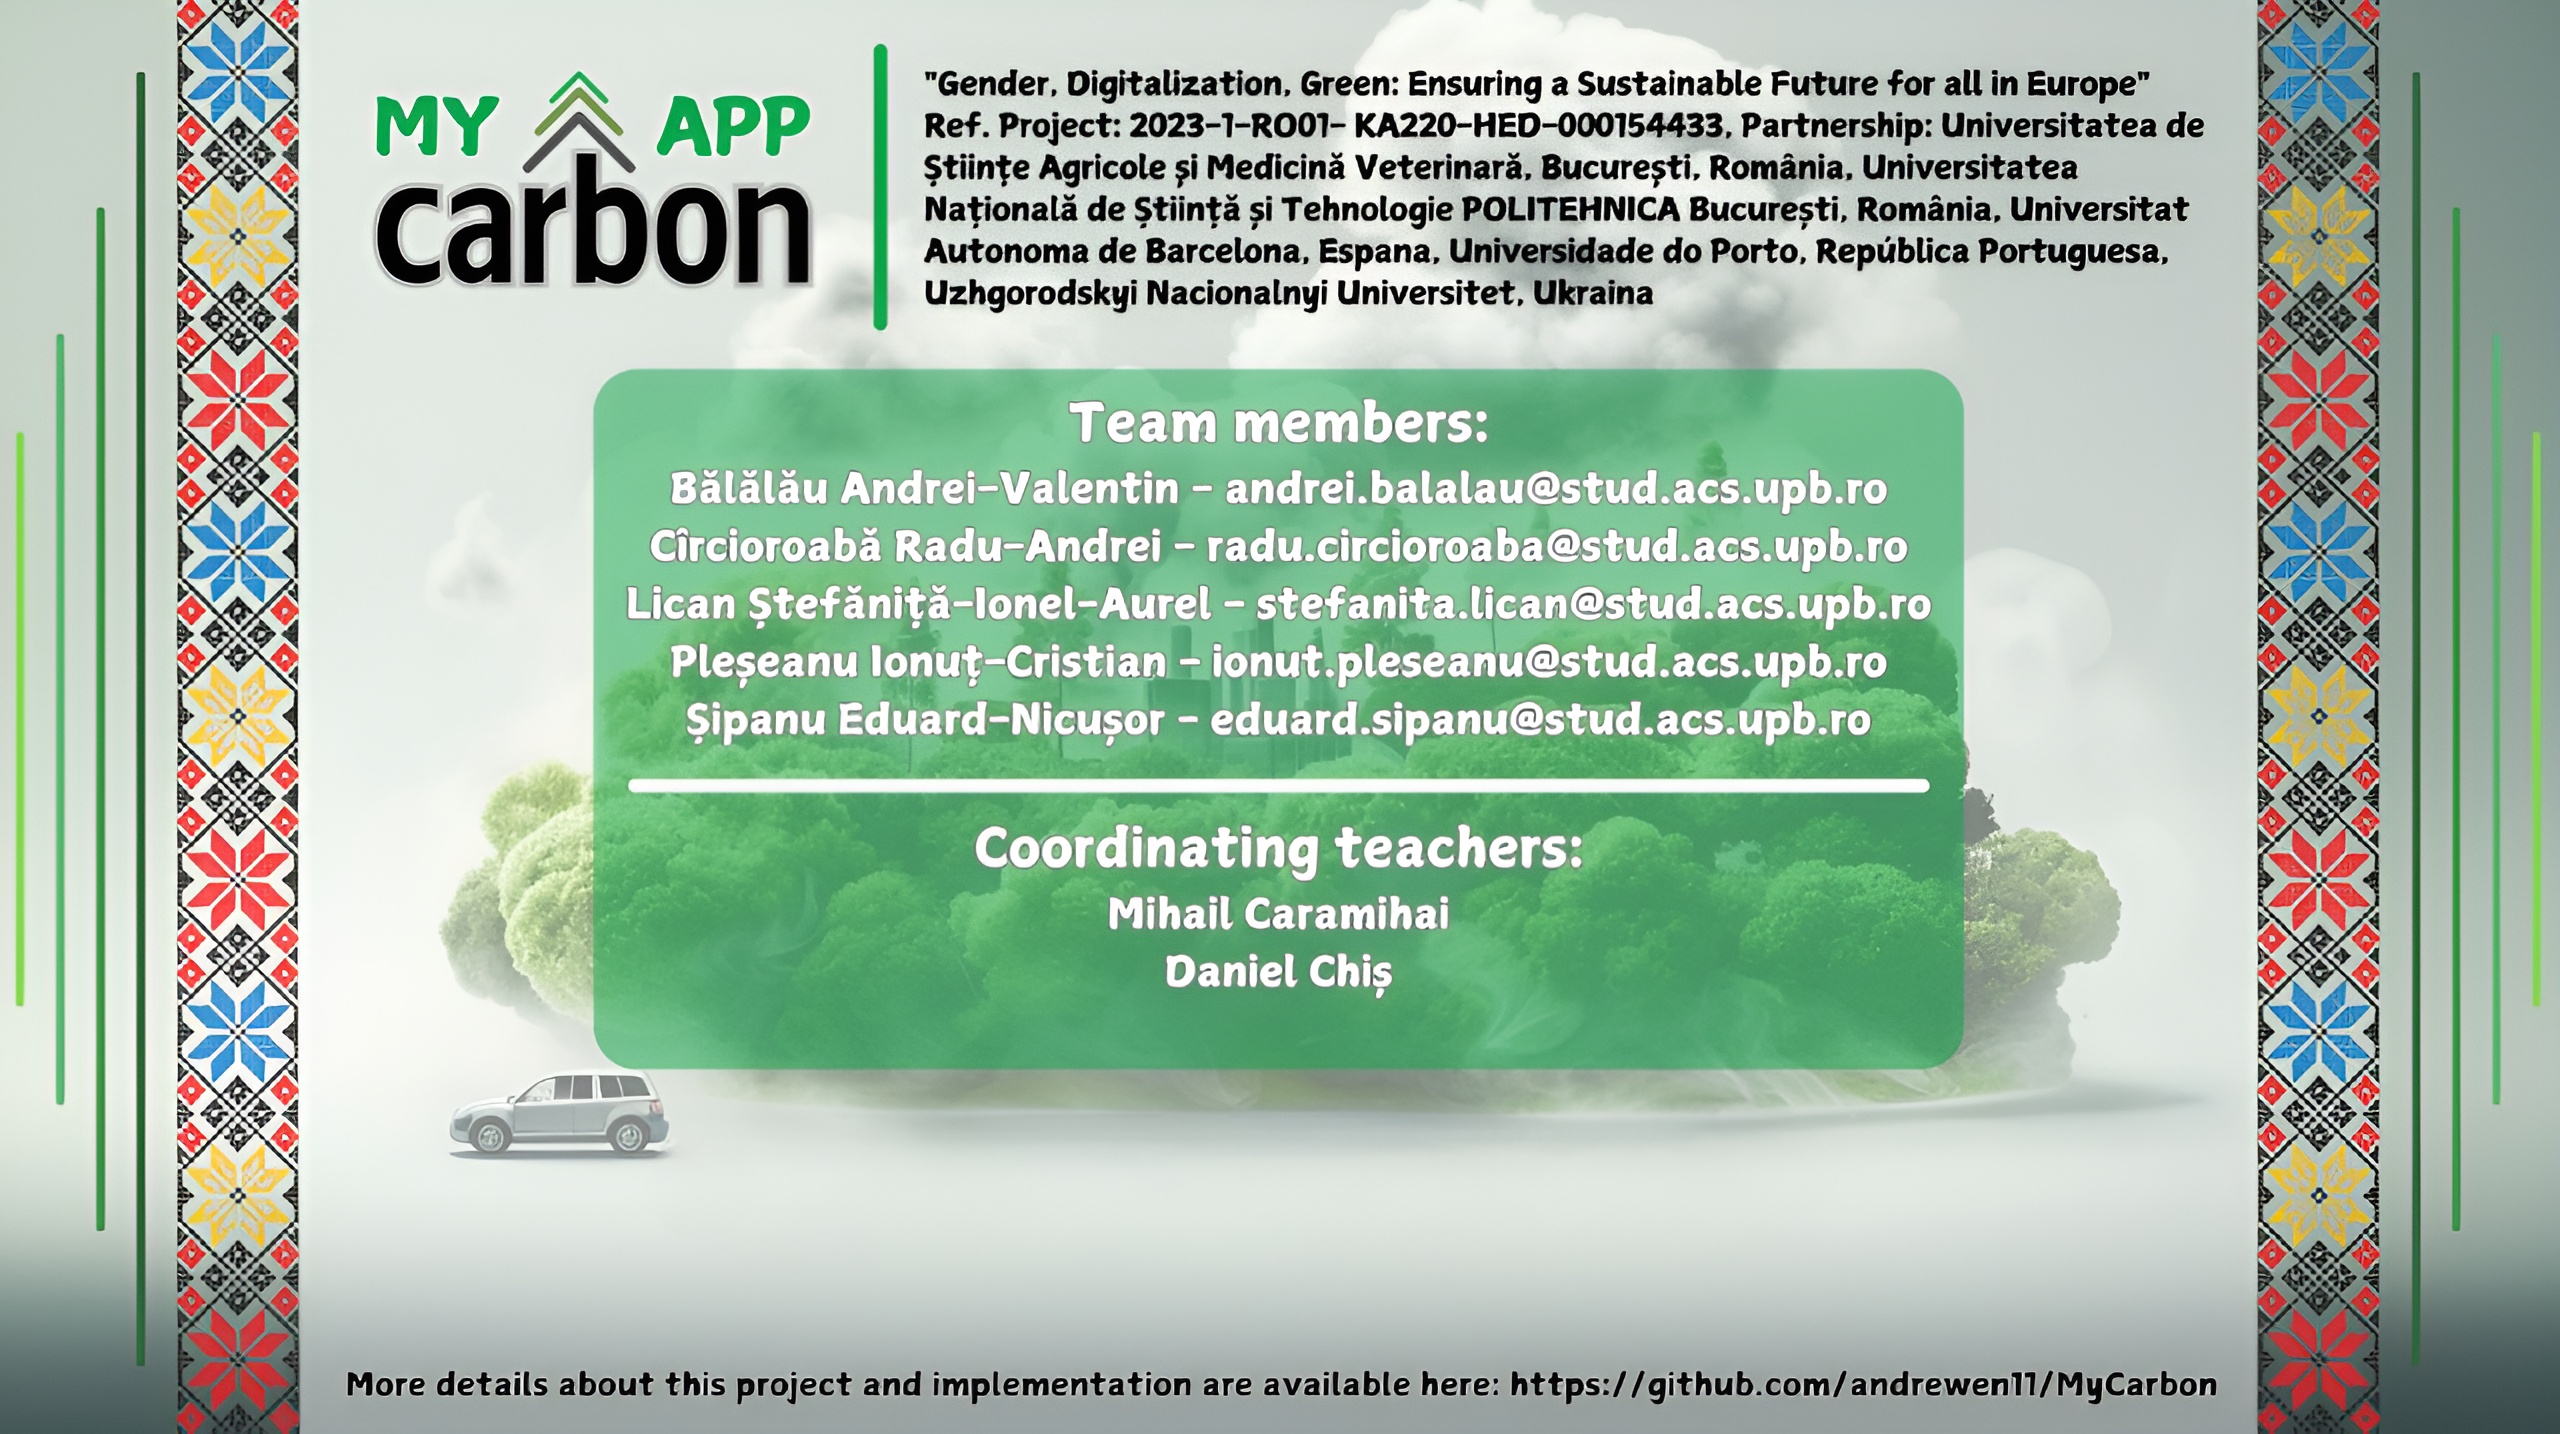 MY APP
carbon
"Gender, Digitalization, Green: Ensuring a Sustainable Future for all in Europe"
Ref. Project: 2023-1-RO01- KA220-HED-000154433, Partnership: Universitatea de
Științe Agricole și Medicină Veterinară, București, România, Universitatea
Națională de Știință și Tehnologie POLITEHNICA București, România, Universitat
Autonoma de Barcelona, Espana, Universidade do Porto, República Portuguesa,
Uzhgorodskyi Nacionalnyi Universitet, Ukraina
Team members:
Bălălău Andrei-Valentin - andrei.balalau@stud.acs.upb.ro
Cîrcioroabă Radu-Andrei - radu.circioroaba@stud.acs.upb.ro
Lican Ștefăniță-Ionel-Aurel - stefanita.lican@stud.acs.upb.ro
Pleșeanu Ionuț-Cristian - ionut.pleseanu@stud.acs.upb.ro
Șipanu Eduard-Nicușor - eduard.sipanu@stud.acs.upb.ro
Coordinating teachers:
Mihail Caramihai
Daniel Chiș
More details about this project and implementation are available here: https://github.com/andrewen11/MyCarbon